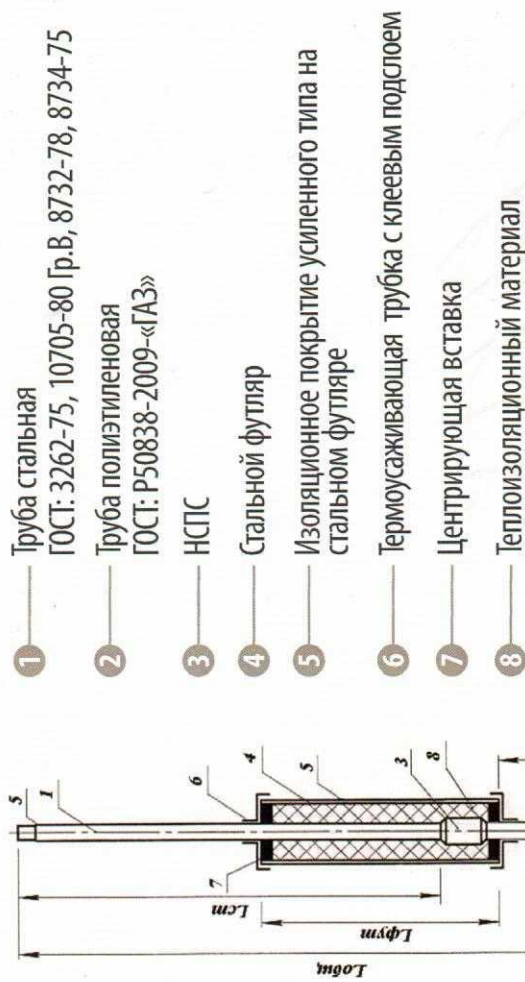 1 Труба стальная
ГОСТ: 3262-75, 10705-80 Гр.В, 8732-78, 8734-75
2 Труба полиэтиленовая
ГОСТ: Р50838-2009-«ГАЗ»
3 НСПС
4 Стальной футляр
5 Изоляционное покрытие усиленного типа на
стальном футляре
6 Термоусаживающая трубка с клеевым подслоем
7 Центрирующая вставка
8 Теплоизоляционный материал
5
1
6
4
5
3
8
7
Lст
Lфут
Lобщ